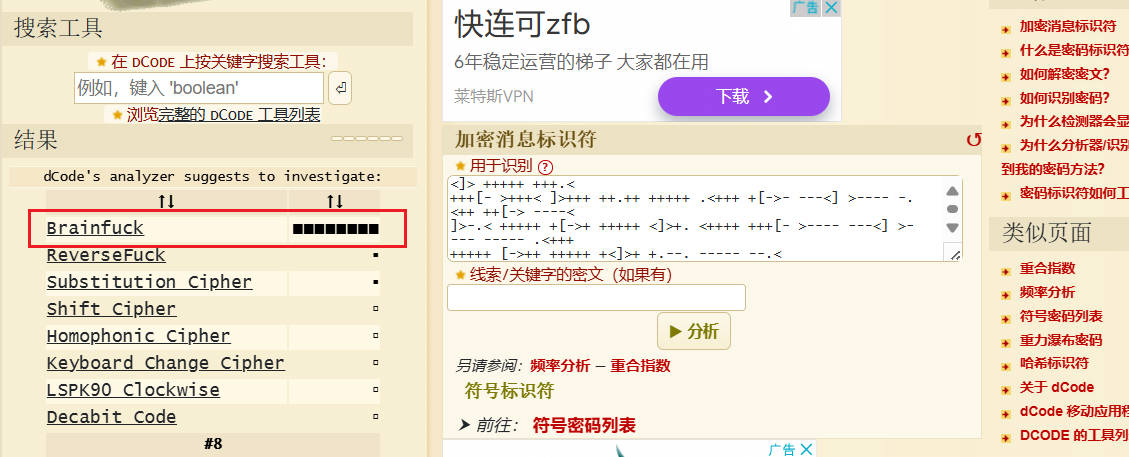 搜索工具
★ 在 DCODE 上按关键字搜索工具:
例如，键入 'boolean'
★ 浏览完整的 DCODE 工具列表
结果
dCode's analyzer suggests to investigate:
↑↓ ↑↓
Brainfuck ■■■■■■■■
ReverseFuck ▪
Substitution Cipher ▪
Shift Cipher ▫
Homophonic Cipher ▫
Keyboard Change Cipher ▫
LSPK90 Clockwise ▫
Decabit Code ▫
#8
广告
快连可zfb
6年稳定运营的梯子 大家都在用
莱特斯VPN
下载
加密消息标识符
★ 用于识别 ?
<]> +++++ +++.<
+++[- >+++< ]>+++ ++.++ +++++ .<+++ +[->- ---<] >---- -.
<++ ++[-> ----<
]>-.< +++++ +[->+ +++++ <]>+. <++++ +++[- >---- ---<] >-
--- ----- .<+++
+++++ [->++ +++++ +<]>+ +.--. ----- --.<
★ 线索/关键字的密文（如果有）
▶ 分析
另请参阅: 频率分析 — 重合指数
符号标识符
➤ 前往: 符号密码列表
广告
加密消息标识符
什么是密码标识符
如何解密密文?
如何识别密码?
为什么检测器会显
为什么分析器/识别
到我的密码方法?
密码标识符如何工
类似页面
重合指数
频率分析
符号密码列表
重力瀑布密码
哈希标识符
关于 dCode
dCode 移动应用程
DCODE 的工具列